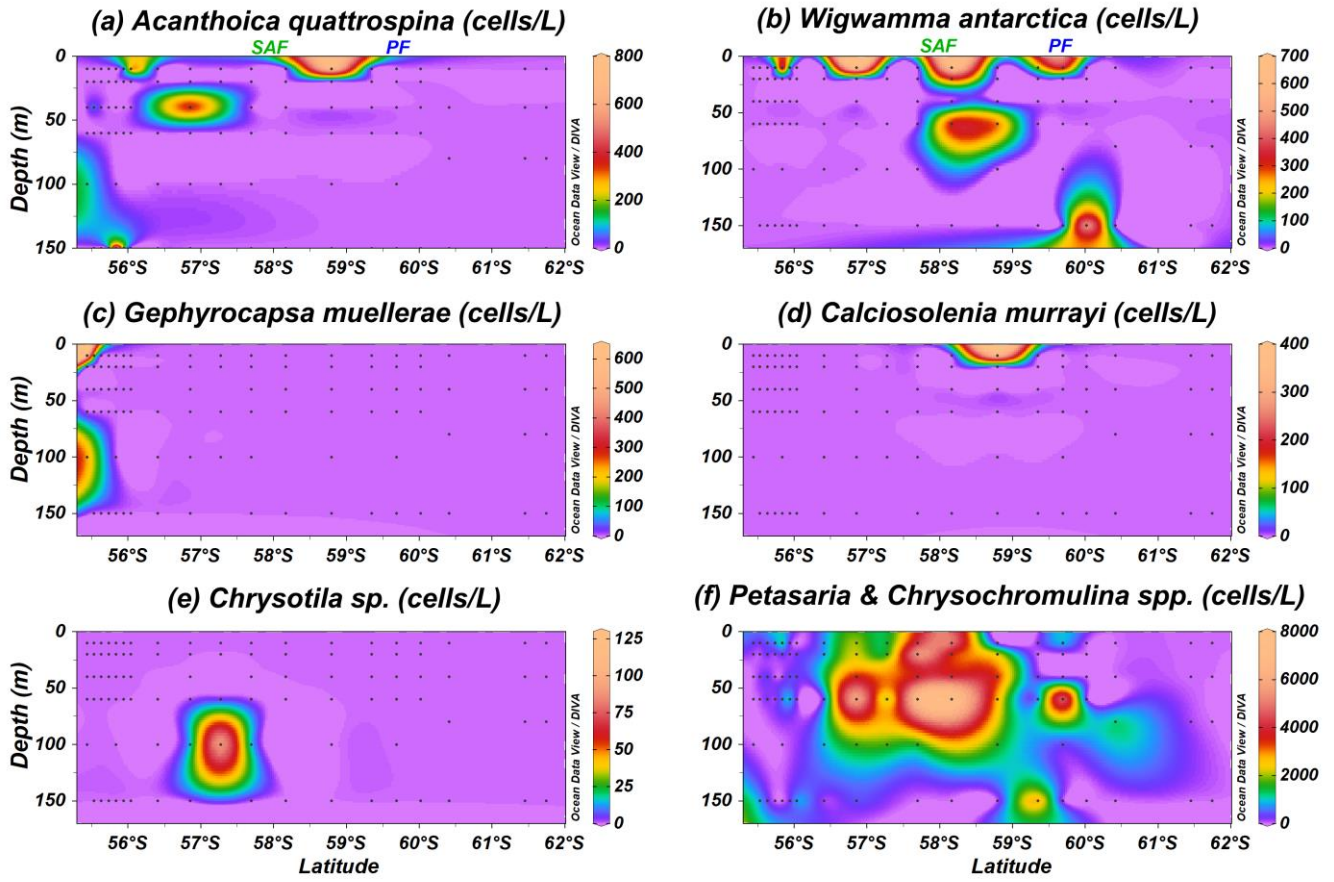 (a) Acanthoica quattrospina (cells/L)
SAF PF
Depth (m)
0
50
100
150
56°S 57°S 58°S 59°S 60°S 61°S 62°S
800
600
400
200
0
Ocean Data View / DIVA
(b) Wigwamma antarctica (cells/L)
SAF PF
0
50
100
150
56°S 57°S 58°S 59°S 60°S 61°S 62°S
700
600
500
400
300
200
100
0
Ocean Data View / DIVA
(c) Gephyrocapsa muellerae (cells/L)
Depth (m)
0
50
100
150
56°S 57°S 58°S 59°S 60°S 61°S 62°S
600
500
400
300
200
100
0
Ocean Data View / DIVA
(d) Calciosolenia murrayi (cells/L)
0
50
100
150
56°S 57°S 58°S 59°S 60°S 61°S 62°S
400
300
200
100
0
Ocean Data View / DIVA
(e) Chrysotila sp. (cells/L)
Depth (m)
0
50
100
150
56°S 57°S 58°S 59°S 60°S 61°S 62°S
Latitude
125
100
75
50
25
0
Ocean Data View / DIVA
(f) Petasaria & Chrysochromulina spp. (cells/L)
0
50
100
150
56°S 57°S 58°S 59°S 60°S 61°S 62°S
Latitude
8000
6000
4000
2000
0
Ocean Data View / DIVA